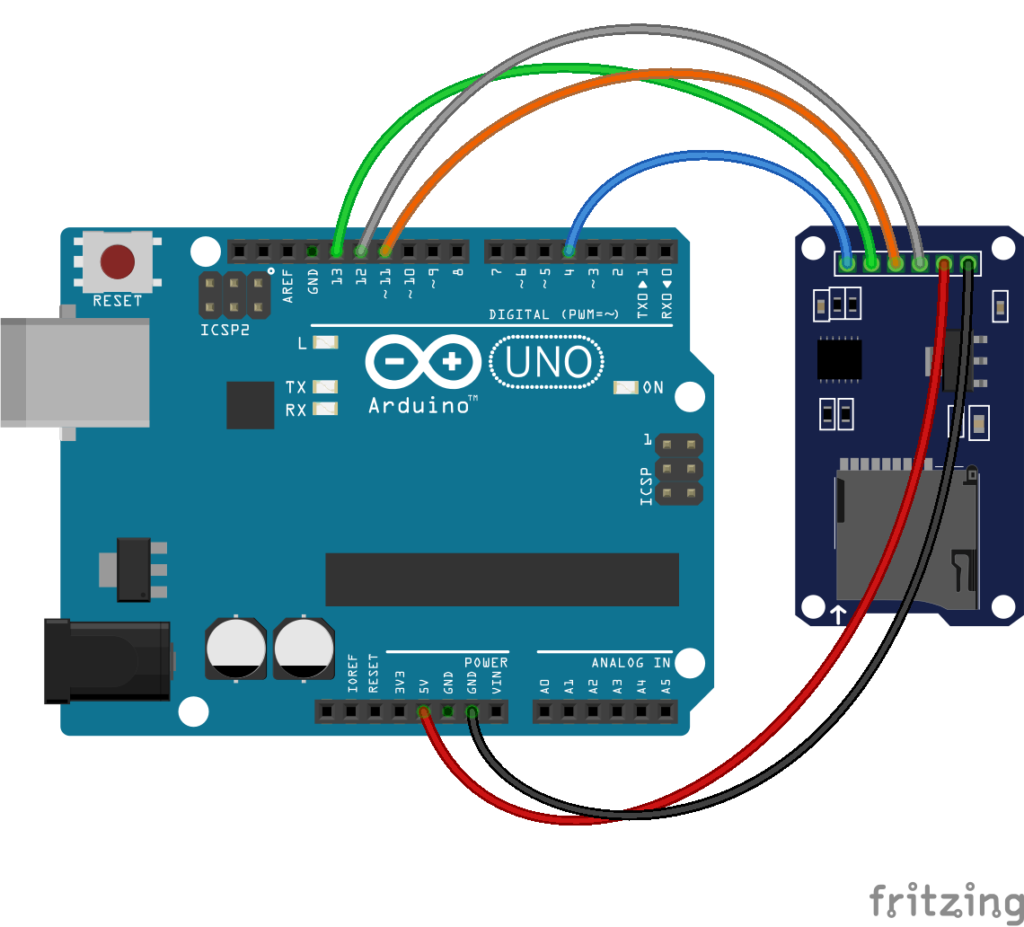 RESET
ICSP2
AREF
GND
13
12
~11
~10
~9
8
7
~6
~5
4
~3
2
TX0▶1
RX0◀0
DIGITAL (PWM=~)
L
TX
RX
Arduino™
UNO
ON
1
ICSP
IOREF
RESET
3V3
5V
GND
GND
VIN
POWER
A0
A1
A2
A3
A4
A5
ANALOG IN
fritzing